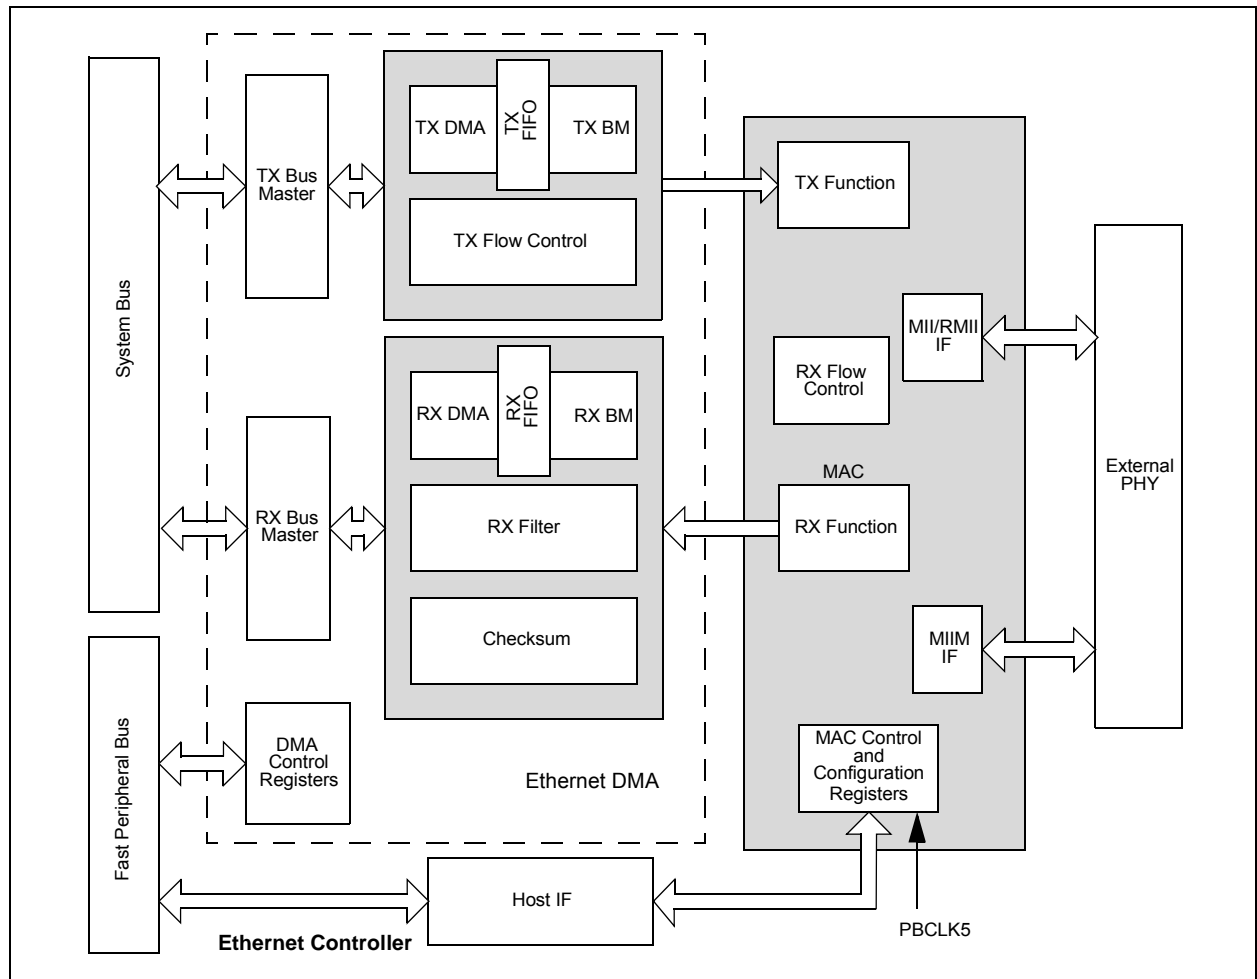 System Bus
Fast Peripheral Bus
TX Bus
Master
TX DMA
TX
FIFO
TX BM
TX Flow Control
RX Bus
Master
RX DMA
RX
FIFO
RX BM
RX Filter
Checksum
DMA
Control
Registers
Ethernet DMA
TX Function
MII/RMII
IF
RX Flow
Control
MAC
RX Function
MIIM
IF
MAC Control
and
Configuration
Registers
External
PHY
Host IF
PBCLK5
Ethernet Controller